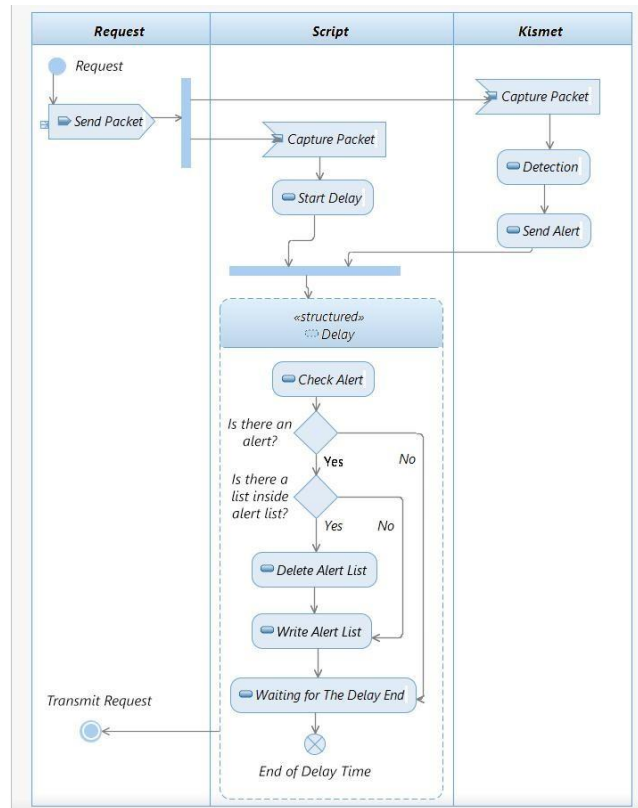 Request
Script
Kismet
Request
Send Packet
Capture Packet
Capture Packet
Start Delay
Detection
Send Alert
«structured»
Delay
Check Alert
Is there an
alert?
Yes
No
Is there a
list inside
alert list?
Yes
No
Delete Alert List
Write Alert List
Waiting for The Delay End
Transmit Request
End of Delay Time